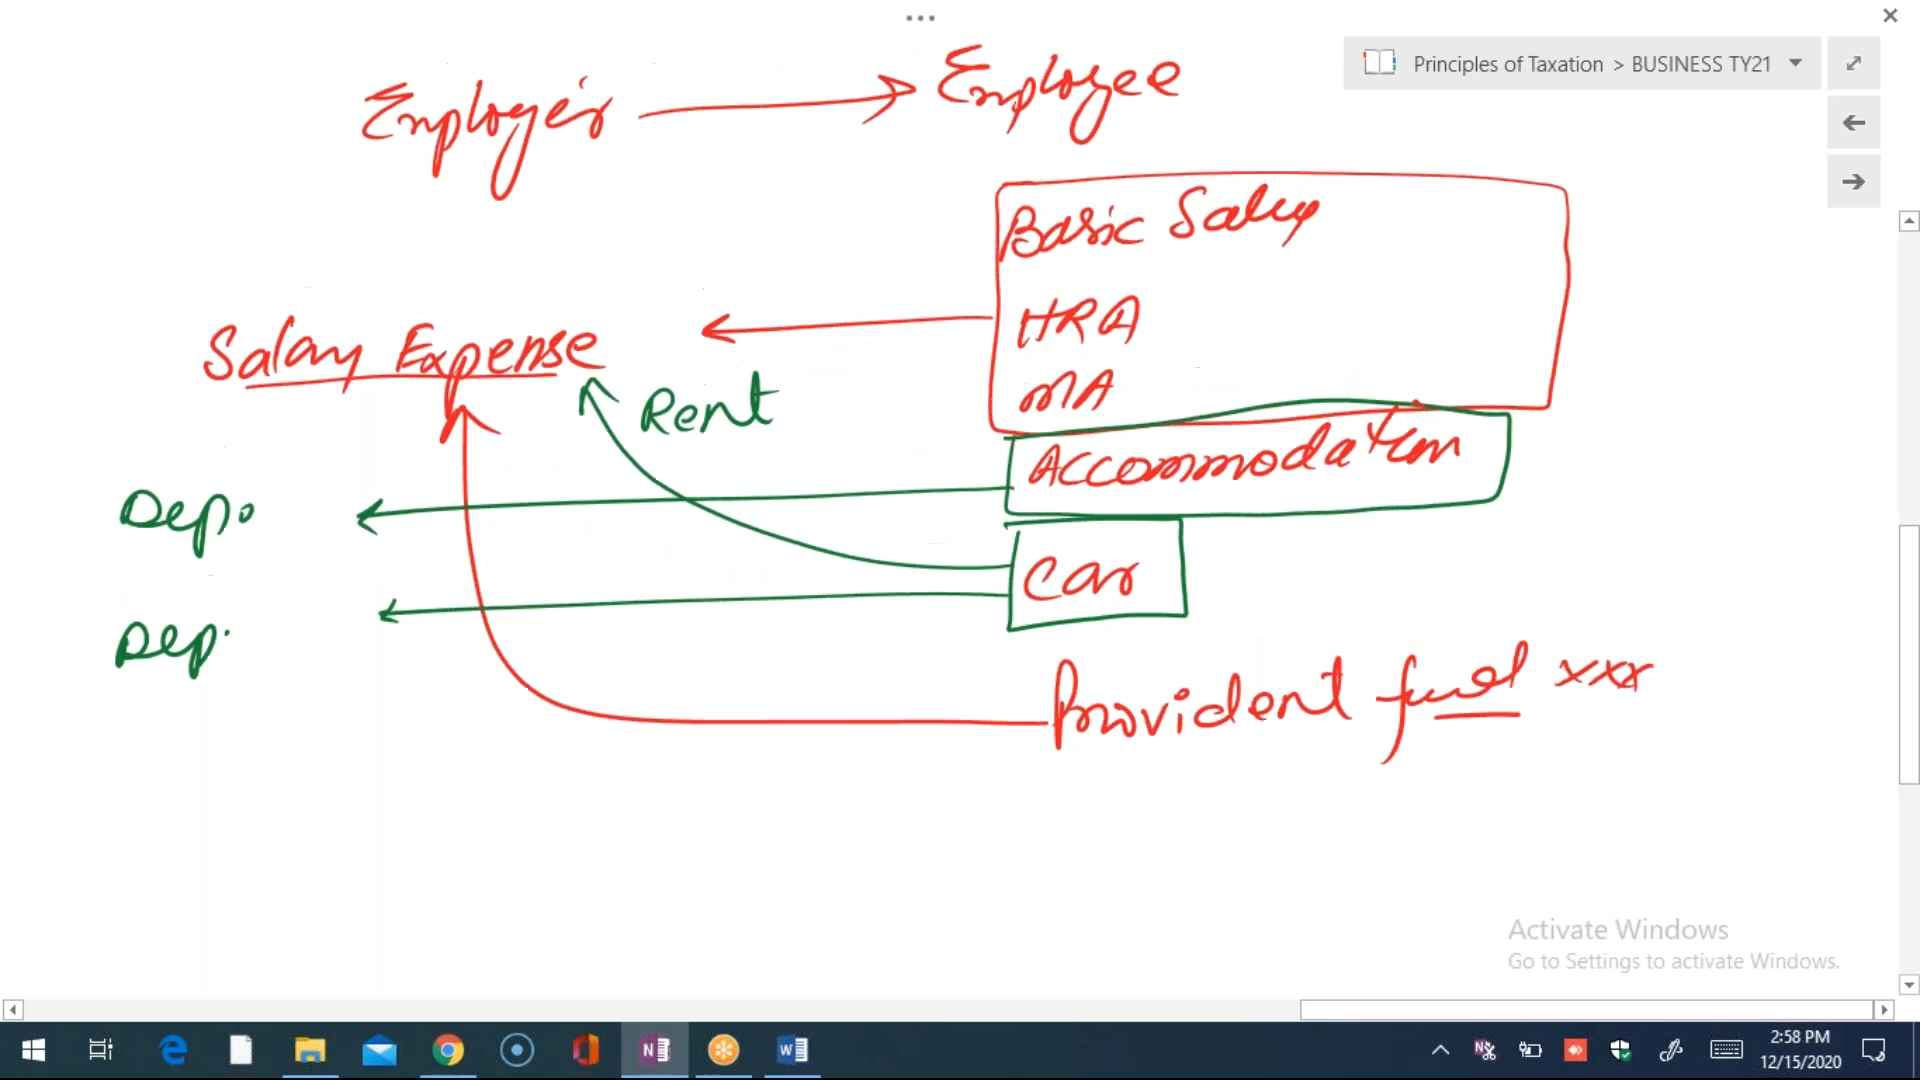 Principles of Taxation > BUSINESS TY21
Employer → Employee
Basic Salary
HRA
Salary Expense
MA
Rent
Accommodation
Dep.
Car
Dep.
Provident fund xxx
Activate Windows
Go to Settings to activate Windows.
2:58 PM
12/15/2020